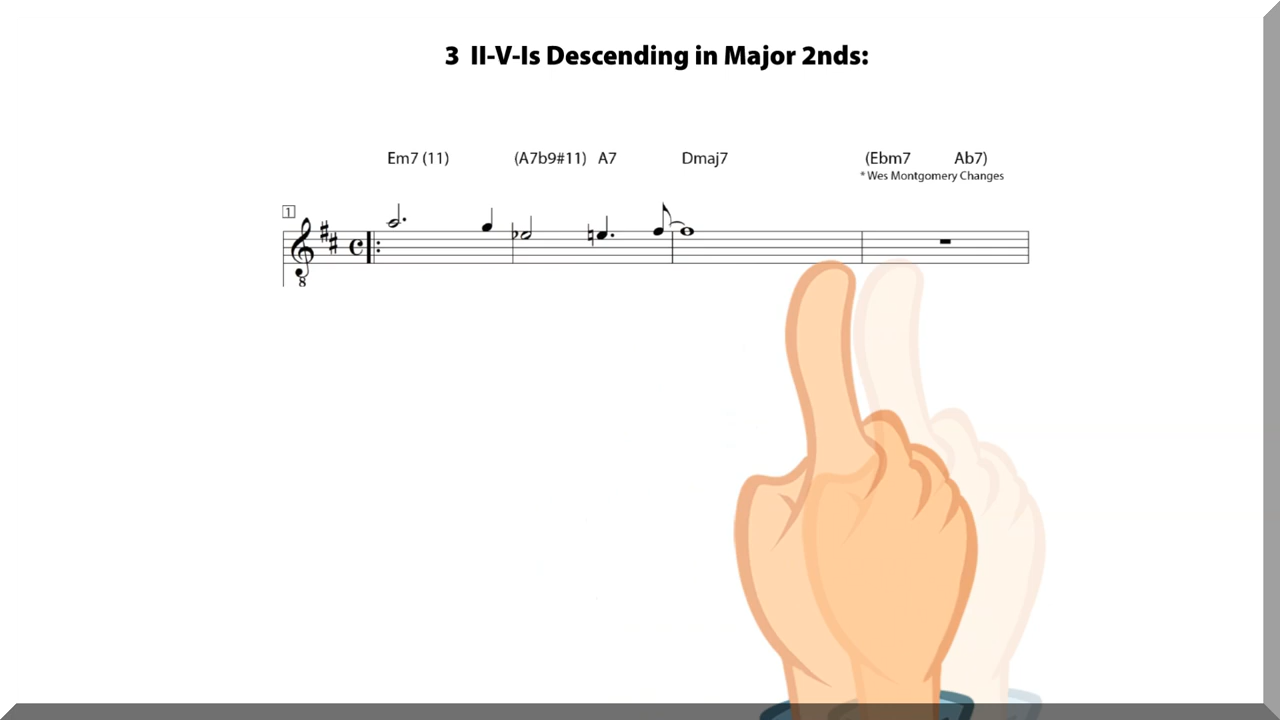 3 II-V-Is Descending in Major 2nds:
Em7 (11) (A7b9#11) A7 Dmaj7 (Ebm7 Ab7)
* Wes Montgomery Changes
1
8